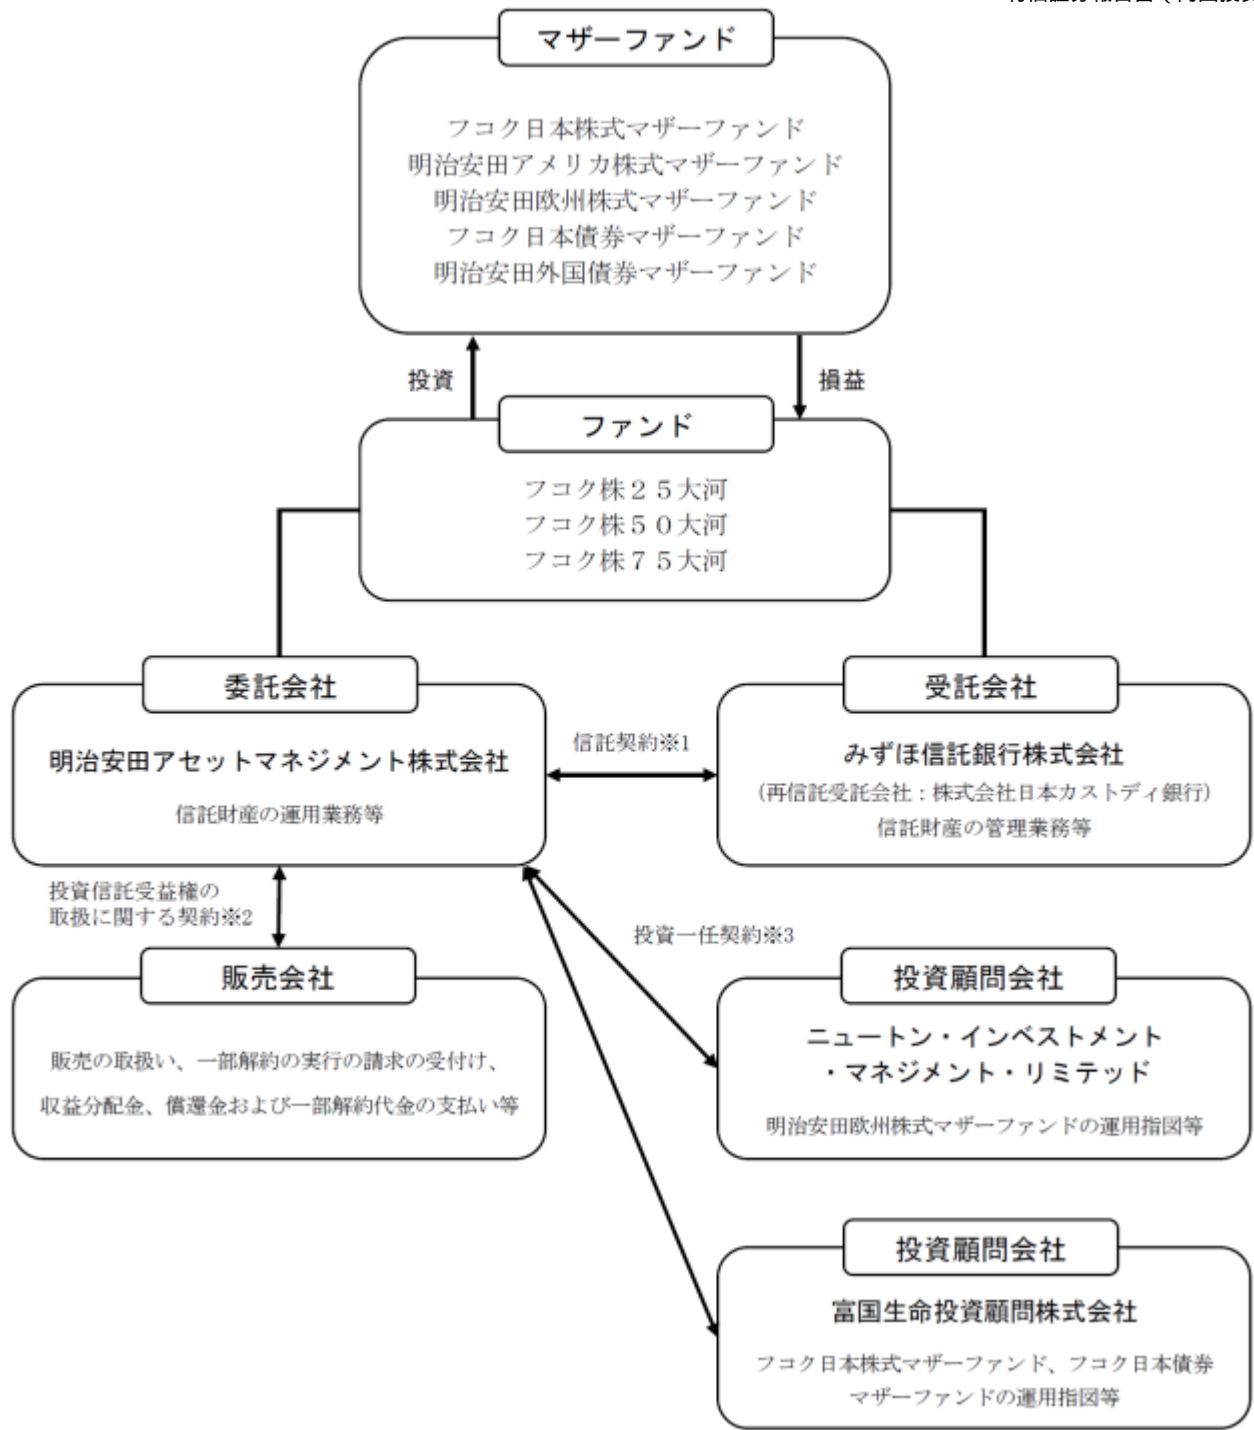 マザーファンド
フコク日本株式マザーファンド
明治安田アメリカ株式マザーファンド
明治安田欧州株式マザーファンド
フコク日本債券マザーファンド
明治安田外国債券マザーファンド
投資
損益
ファンド
フコク株25大河
フコク株50大河
フコク株75大河
委託会社
明治安田アセットマネジメント株式会社
信託財産の運用業務等
信託契約※1
受託会社
みずほ信託銀行株式会社
(再信託受託会社：株式会社日本カストディ銀行)
信託財産の管理業務等
投資信託受益権の
取扱に関する契約※2
投資一任契約※3
販売会社
販売の取扱い、一部解約の実行の請求の受付け、
収益分配金、償還金および一部解約代金の支払い等
投資顧問会社
ニュートン・インベストメント
・マネジメント・リミテッド
明治安田欧州株式マザーファンドの運用指図等
投資顧問会社
富国生命投資顧問株式会社
フコク日本株式マザーファンド、フコク日本債券
マザーファンドの運用指図等